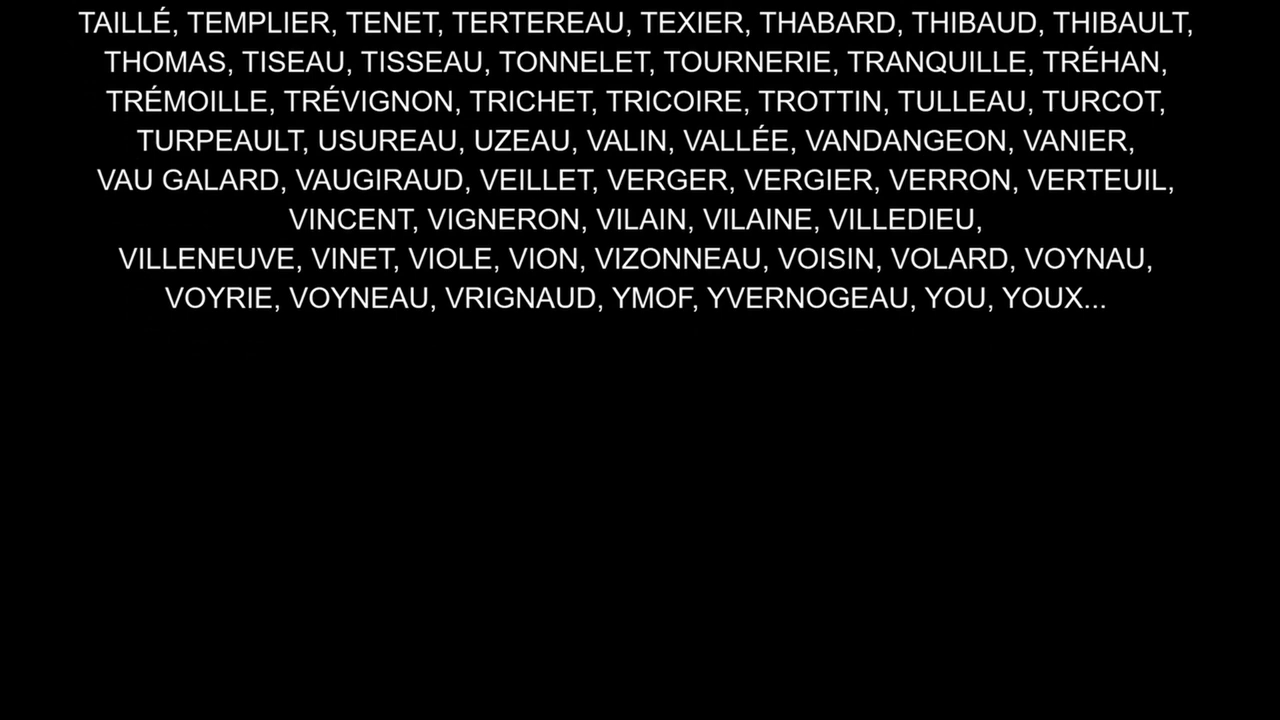 TAILLÉ, TEMPLIER, TENET, TERTEREAU, TEXIER, THABARD, THIBAUD, THIBAULT,
THOMAS, TISEAU, TISSEAU, TONNELET, TOURNERIE, TRANQUILLE, TRÉHAN,
TRÉMOILLE, TRÉVIGNON, TRICHET, TRICOIRE, TROTTIN, TULLEAU, TURCOT,
TURPEAULT, USUREAU, UZEAU, VALIN, VALLÉE, VANDANGEON, VANIER,
VAU GALARD, VAUGIRAUD, VEILLET, VERGER, VERGIER, VERRON, VERTEUIL,
VINCENT, VIGNERON, VILAIN, VILAINE, VILLEDIEU,
VILLENEUVE, VINET, VIOLE, VION, VIZONNEAU, VOISIN, VOLARD, VOYNAU,
VOYRIE, VOYNEAU, VRIGNAUD, YMOF, YVERNOGEAU, YOU, YOUX...